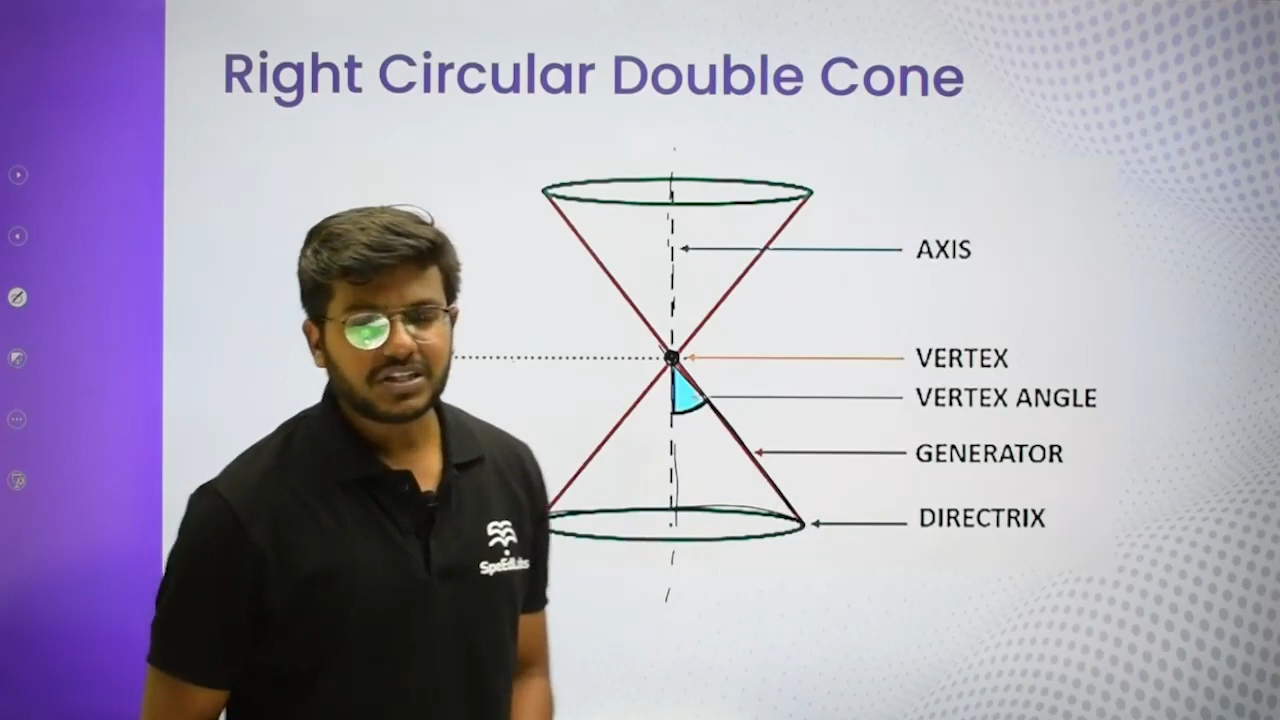 Right Circular Double Cone
AXIS
VERTEX
VERTEX ANGLE
GENERATOR
DIRECTRIX
SpeEdLabs